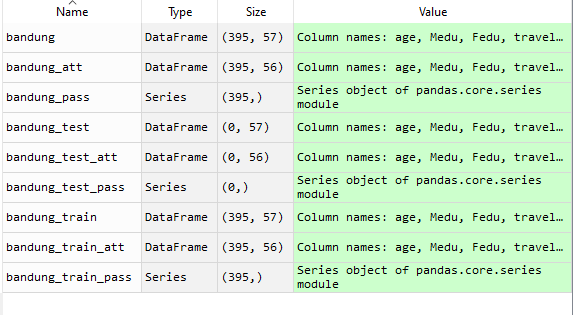 Name Type Size Value
bandung DataFrame (395, 57) Column names: age, Medu, Fedu, travel…
bandung_att DataFrame (395, 56) Column names: age, Medu, Fedu, travel…
bandung_pass Series (395,) Series object of pandas.core.series
module
bandung_test DataFrame (0, 57) Column names: age, Medu, Fedu, travel…
bandung_test_att DataFrame (0, 56) Column names: age, Medu, Fedu, travel…
bandung_test_pass Series (0,) Series object of pandas.core.series
module
bandung_train DataFrame (395, 57) Column names: age, Medu, Fedu, travel…
bandung_train_att DataFrame (395, 56) Column names: age, Medu, Fedu, travel…
bandung_train_pass Series (395,) Series object of pandas.core.series
module